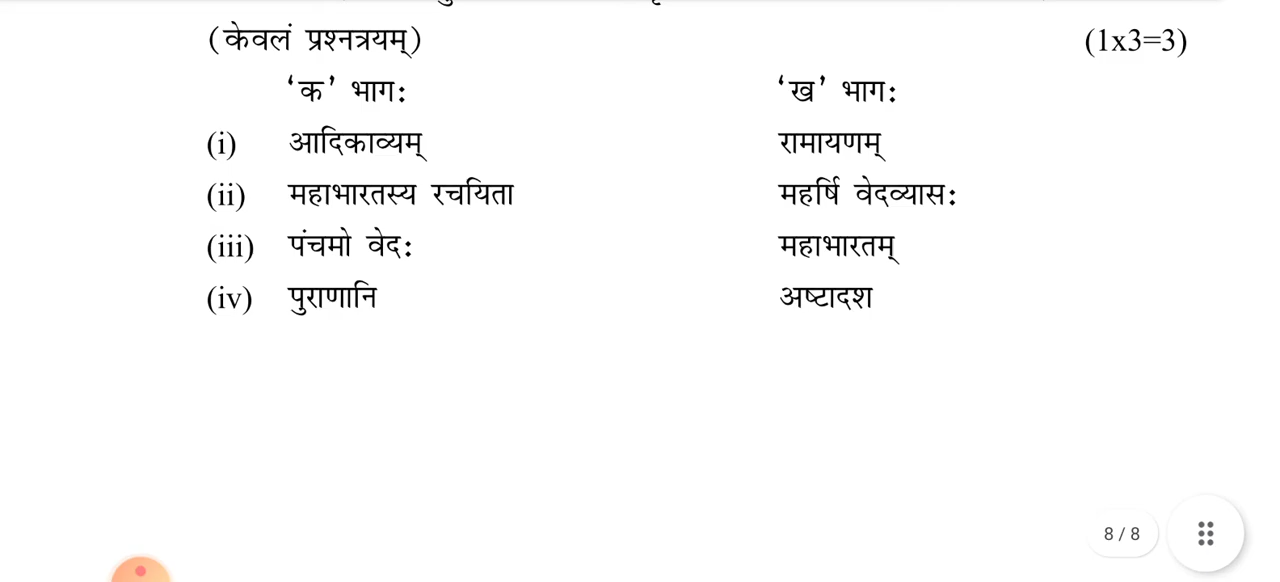 (केवलं प्रश्नत्रयम्) (1x3=3)
‘क’ भाग: ‘ख’ भाग:
(i) आदिकाव्यम् रामायणम्
(ii) महाभारतस्य रचयिता महर्षि वेदव्यास:
(iii) पंचमो वेद: महाभारतम्
(iv) पुराणानि अष्टादश
8 / 8